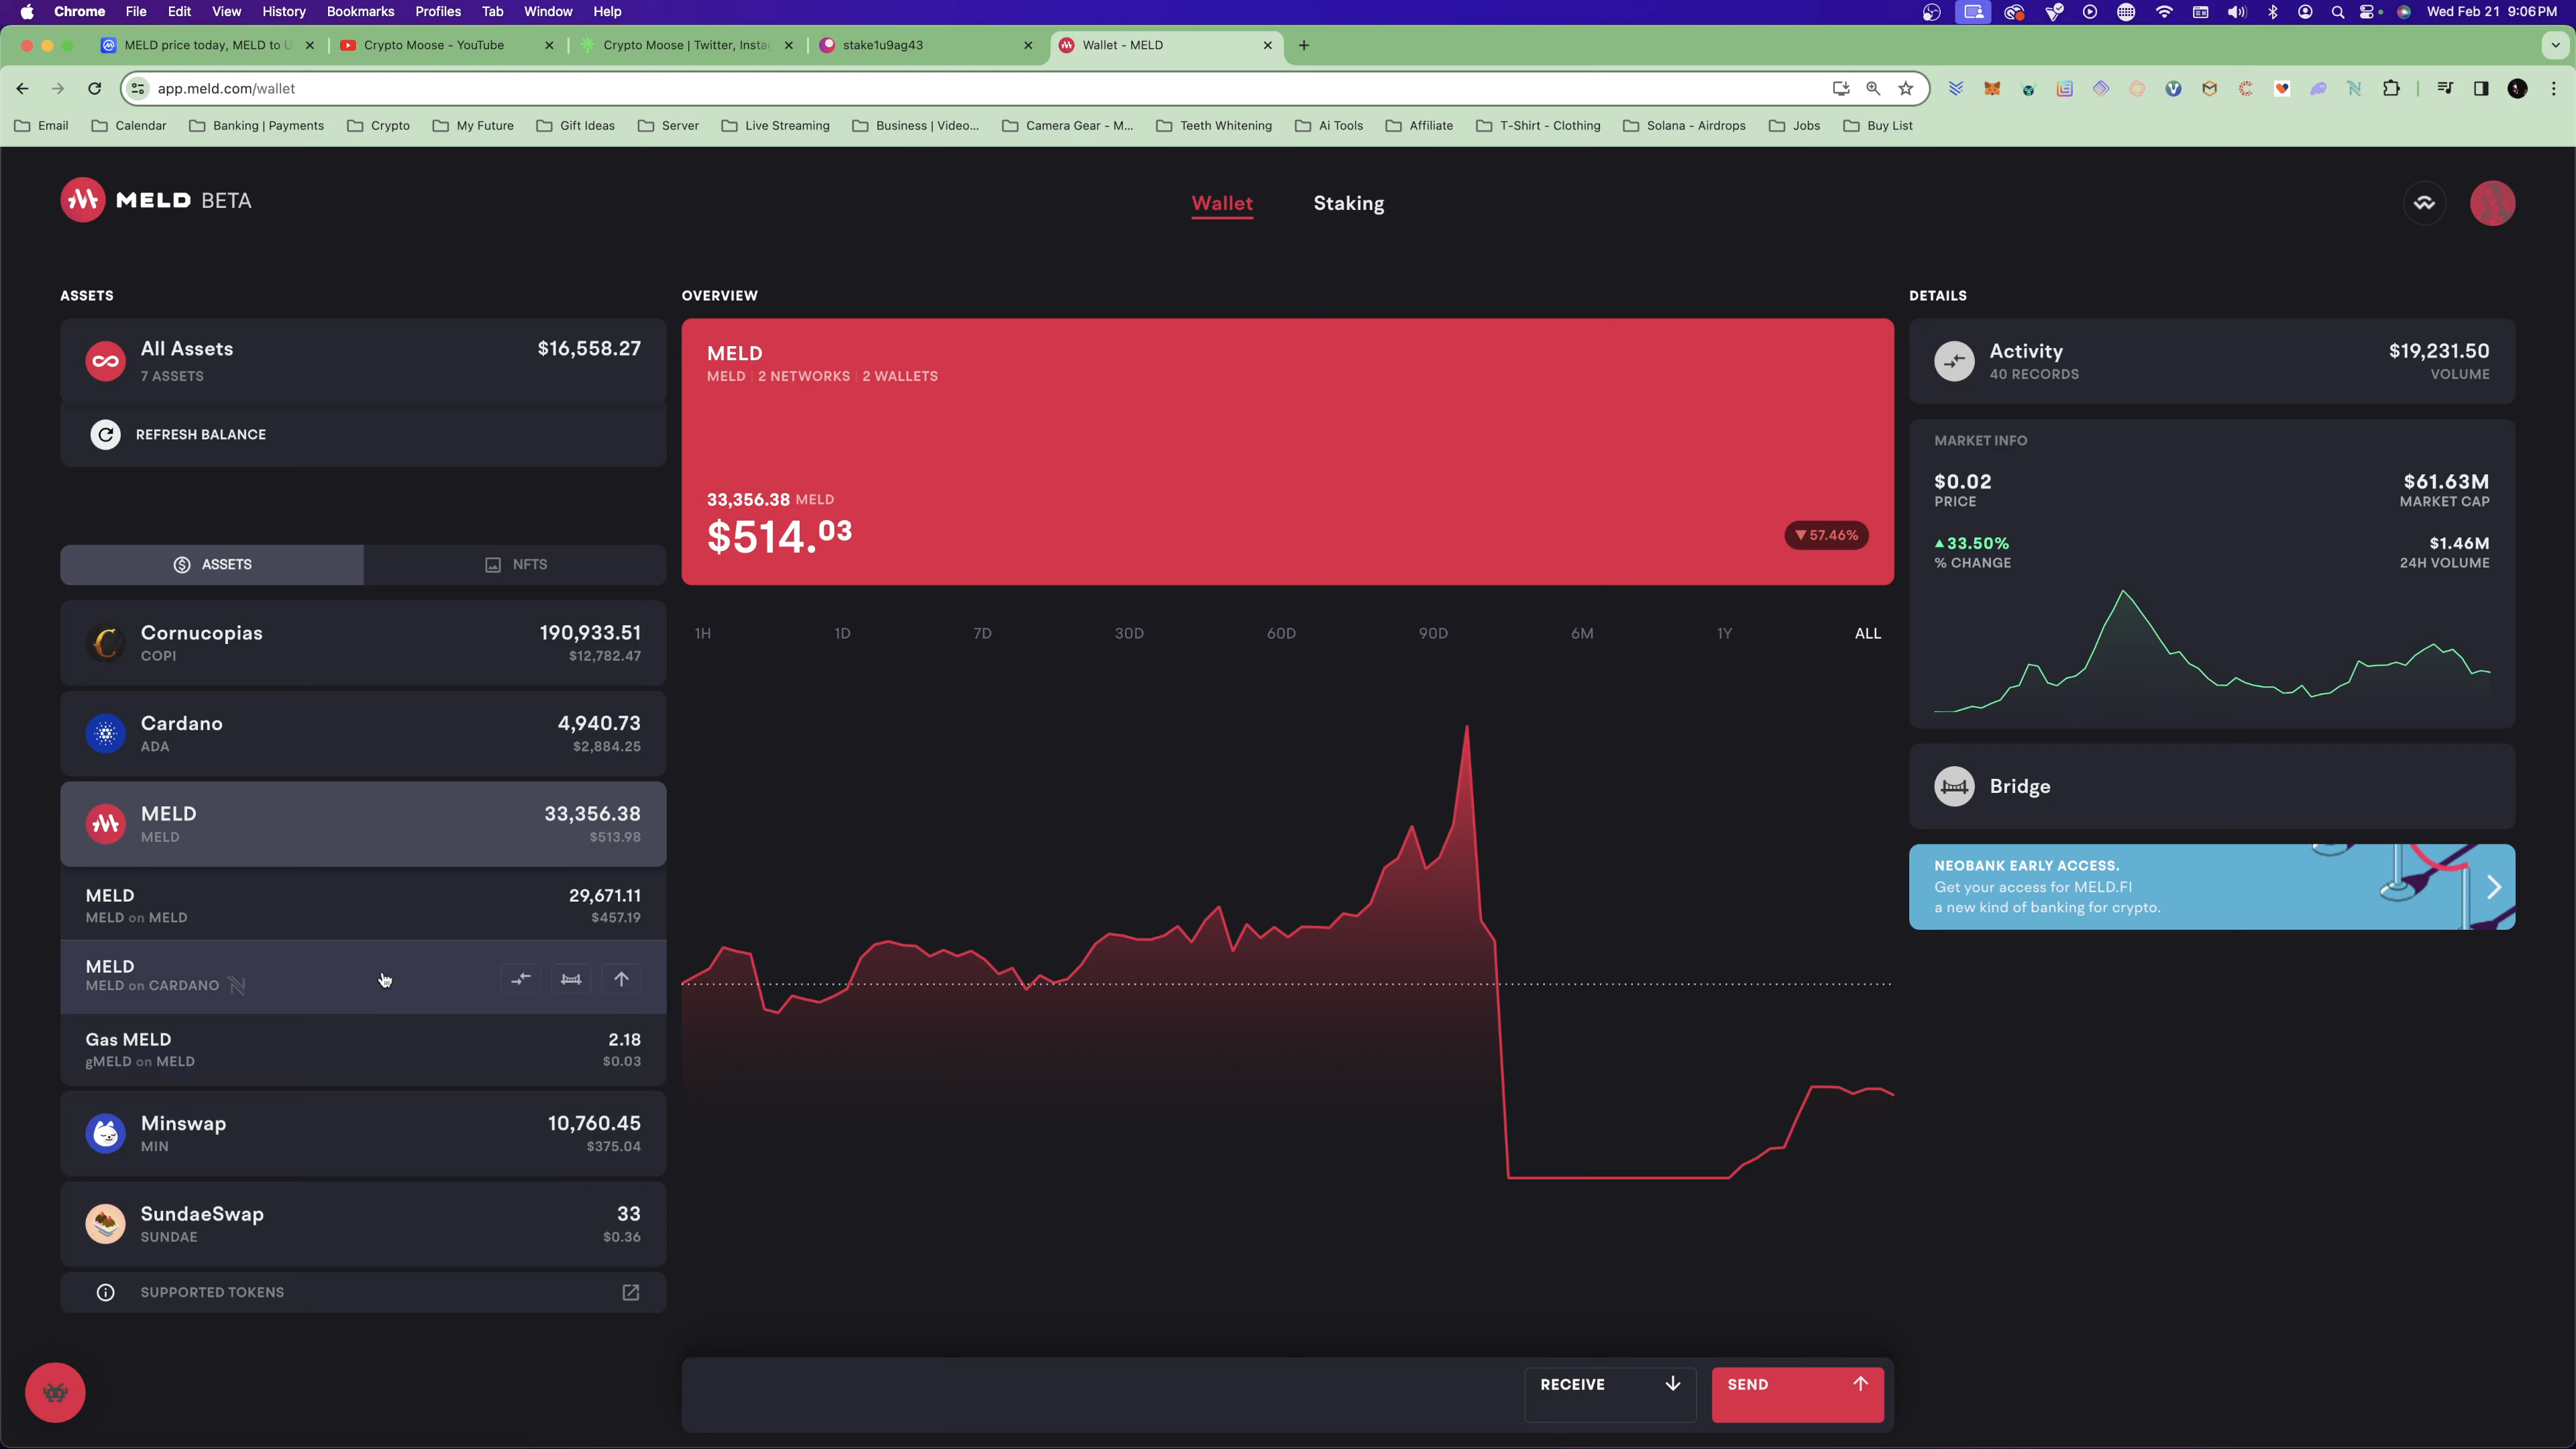 Chrome File Edit View History Bookmarks Profiles Tab Window Help
Wed Feb 21 9:06 PM
MELD price today, MELD to U
Crypto Moose - YouTube
Crypto Moose | Twitter, Insta
stake1u9ag43
Wallet - MELD
app.meld.com/wallet
Email
Calendar
Banking | Payments
Crypto
My Future
Gift Ideas
Server
Live Streaming
Business | Video...
Camera Gear - M...
Teeth Whitening
Ai Tools
Affiliate
T-Shirt - Clothing
Solana - Airdrops
Jobs
Buy List
MELD BETA
Wallet
Staking
ASSETS
All Assets $16,558.27
7 ASSETS
REFRESH BALANCE
ASSETS
NFTS
Cornucopias 190,933.51
COPI $12,782.47
Cardano 4,940.73
ADA $2,884.25
MELD 33,356.38
MELD $513.98
MELD 29,671.11
MELD on MELD $457.19
MELD
MELD on CARDANO
Gas MELD 2.18
gMELD on MELD $0.03
Minswap 10,760.45
MIN $375.04
SundaeSwap 33
SUNDAE $0.36
SUPPORTED TOKENS
OVERVIEW
MELD
MELD | 2 NETWORKS | 2 WALLETS
33,356.38 MELD
$514.03
▼57.46%
1H 1D 7D 30D 60D 90D 6M 1Y ALL
RECEIVE
SEND
DETAILS
Activity $19,231.50
40 RECORDS VOLUME
MARKET INFO
$0.02 $61.63M
PRICE MARKET CAP
▲33.50% $1.46M
% CHANGE 24H VOLUME
Bridge
NEOBANK EARLY ACCESS.
Get your access for MELD.FI
a new kind of banking for crypto.